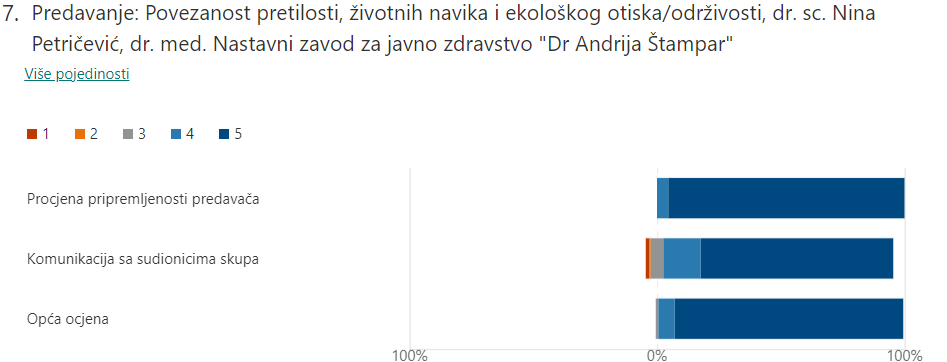 7. Predavanje: Povezanost pretilosti, životnih navika i ekološkog otiska/održivosti, dr. sc. Nina
Petričević, dr. med. Nastavni zavod za javno zdravstvo "Dr Andrija Štampar"
Više pojedinosti
1 2 3 4 5
Procjena pripremljenosti predavača
Komunikacija sa sudionicima skupa
Opća ocjena
100% 0% 100%